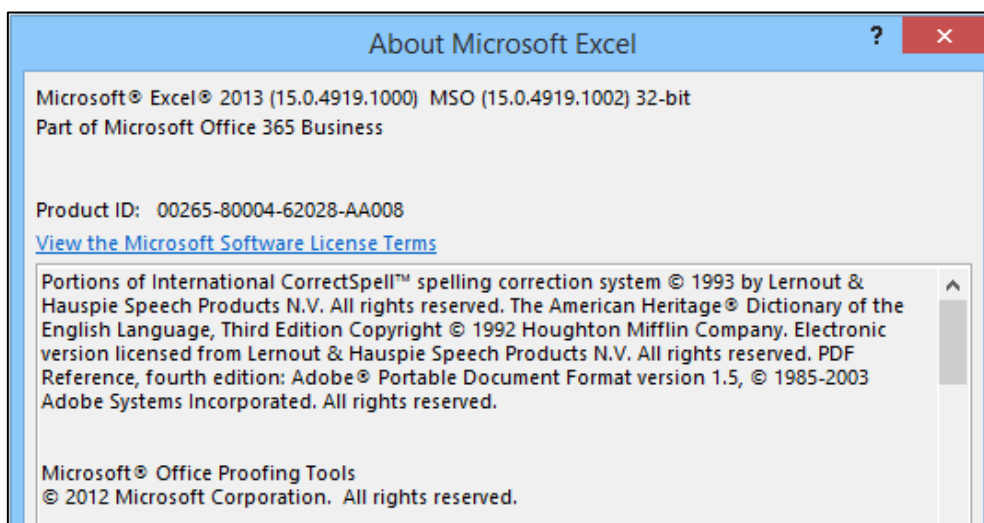 About Microsoft Excel
?
Microsoft® Excel® 2013 (15.0.4919.1000)  MSO (15.0.4919.1002) 32-bit
Part of Microsoft Office 365 Business
Product ID:   00265-80004-62028-AA008
View the Microsoft Software License Terms
Portions of International CorrectSpell™ spelling correction system © 1993 by Lernout &
Hauspie Speech Products N.V. All rights reserved. The American Heritage® Dictionary of the
English Language, Third Edition Copyright © 1992 Houghton Mifflin Company. Electronic
version licensed from Lernout & Hauspie Speech Products N.V. All rights reserved. PDF
Reference, fourth edition: Adobe® Portable Document Format version 1.5, © 1985-2003
Adobe Systems Incorporated. All rights reserved.
Microsoft® Office Proofing Tools
© 2012 Microsoft Corporation.  All rights reserved.